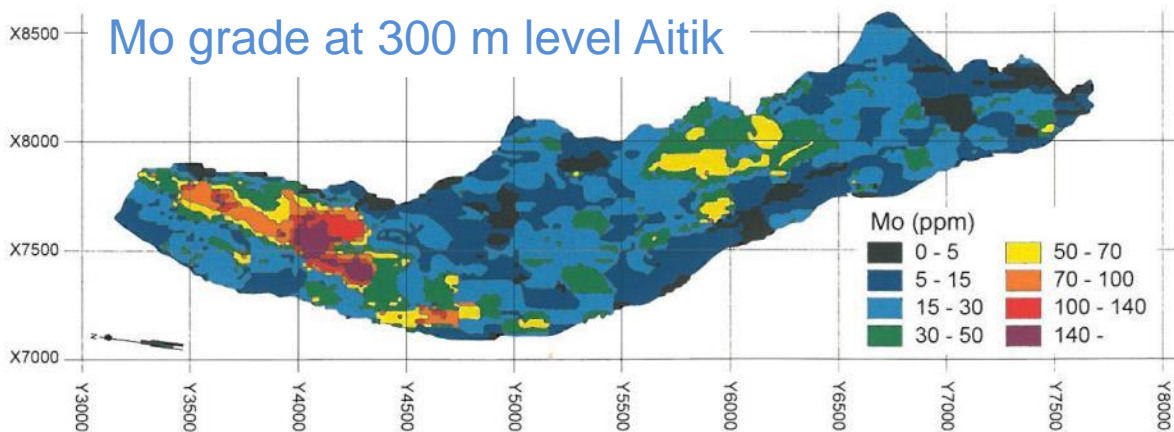 Mo grade at 300 m level Aitik
X8500
X8000
X7500
X7000
Mo (ppm)
0 - 5
5 - 15
15 - 30
30 - 50
50 - 70
70 - 100
100 - 140
140 -
N
Y3000
Y3500
Y4000
Y4500
Y5000
Y5500
Y6000
Y6500
Y7000
Y7500
Y8000